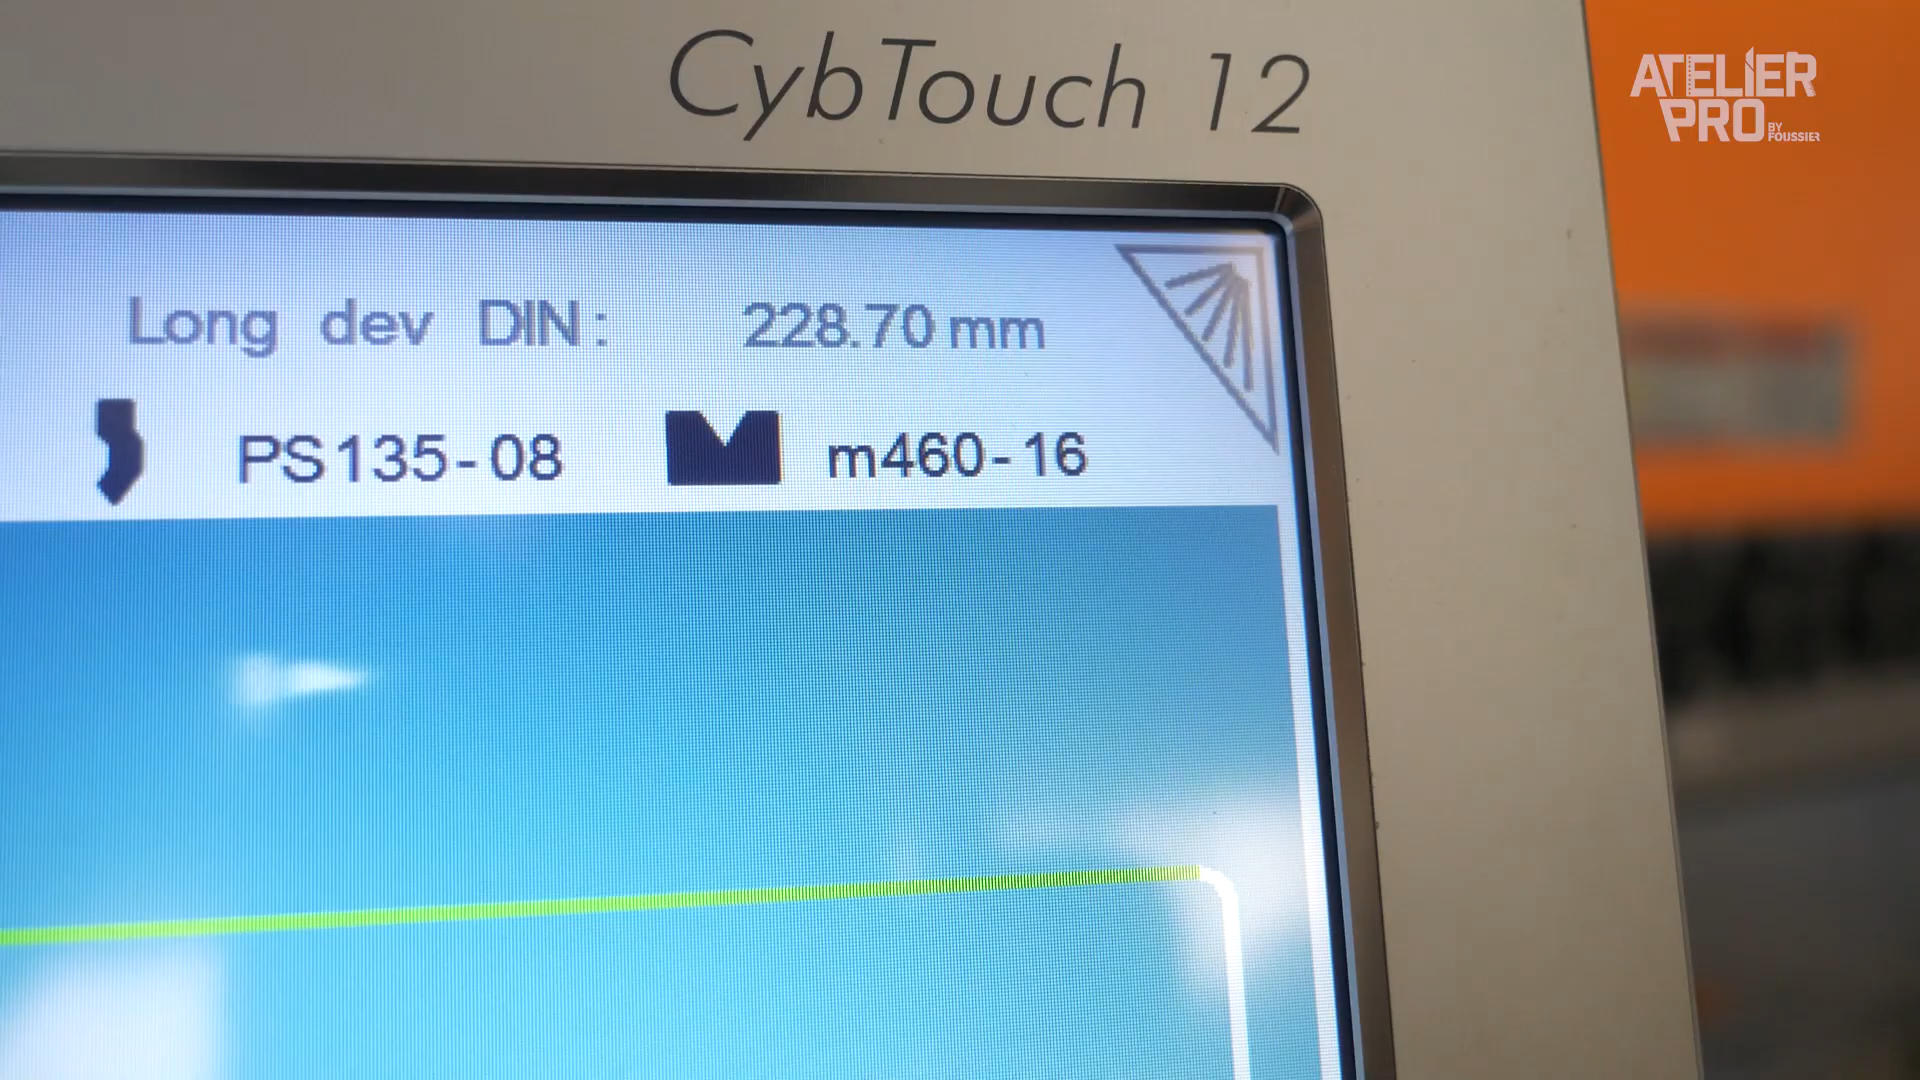 CybTouch 12
ATELIER
PRO BY FOUSSIER
Long dev DIN: 228.70 mm
PS135-08 m460-16